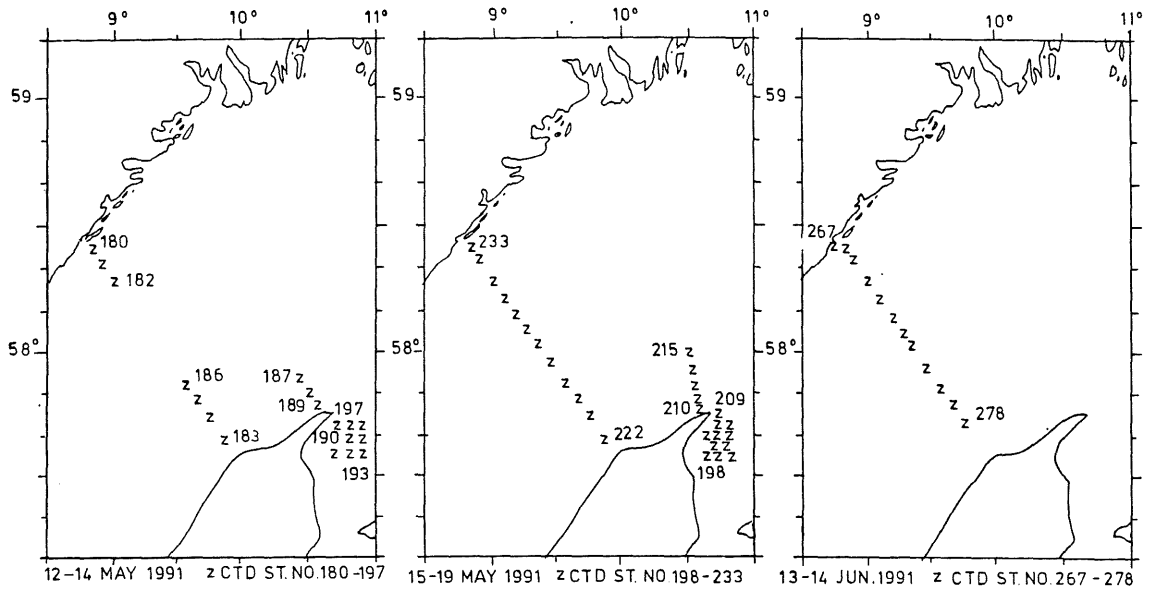 9° 10° 11°
59
180
z
z
z 182
58°
186
z
z
z
z 183
187 z
z
189 z
197
z z z
190 z z z
z z z
193
12-14 MAY 1991 z CTD ST. NO.180-197
9° 10° 11°
59
z 233
z
z
z
z
z
z
z
z
z
z
z 222
58°
215 z
z
z
z
210 z
209
z
z z
z z z
z z z
198
15-19 MAY 1991 z CTD ST. NO.198-233
9° 10° 11°
59
267
z z
z
z
z
z
z
z
z
z
z
z 278
58°
13-14 JUN.1991 z CTD ST. NO.267-278